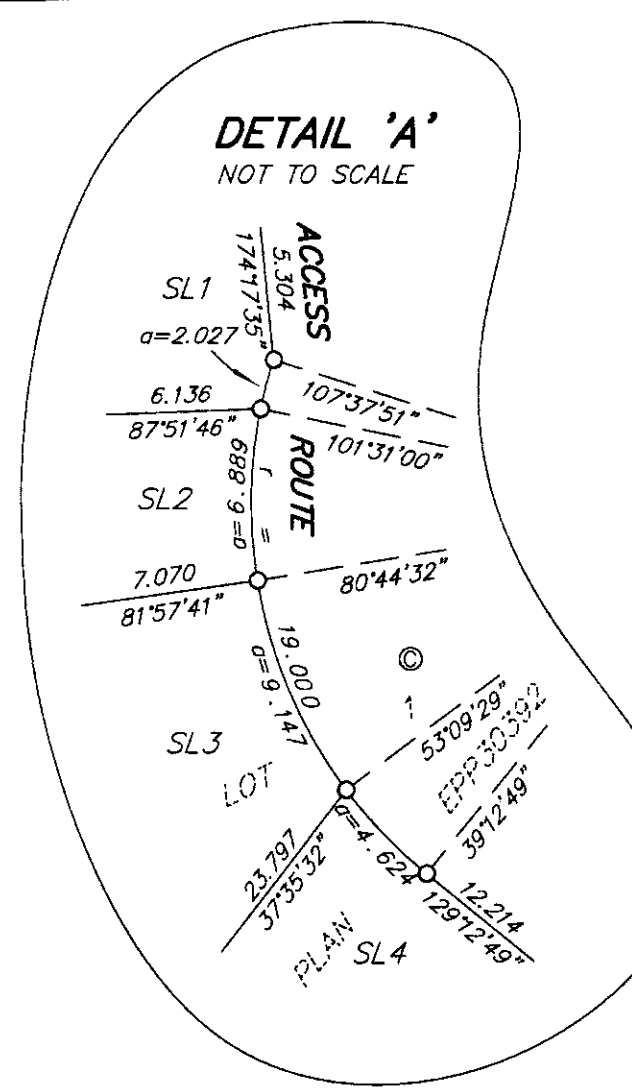 DETAIL 'A'
NOT TO SCALE
ACCESS
5.304
174°17'35"
SL1
a=2.027
107°37'51"
6.136
87°51'46"
101°31'00"
ROUTE
SL2
a=6.889
r =
7.070
81°57'41"
80°44'32"
19.000
a=9.147
©
1
SL3
LOT
53°09'29"
EPP30392
39°12'49"
23.797
37°35'32"
a=4.624
12.214
129°12'49"
PLAN
SL4